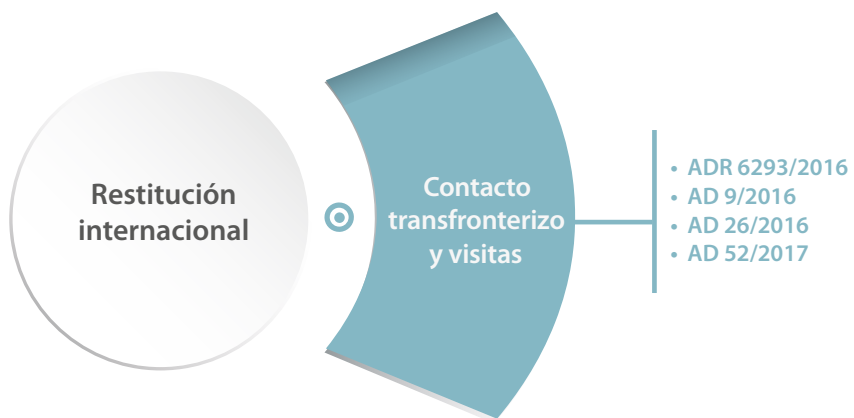 Restitución
internacional
Contacto
transfronterizo
y visitas
• ADR 6293/2016
• AD 9/2016
• AD 26/2016
• AD 52/2017